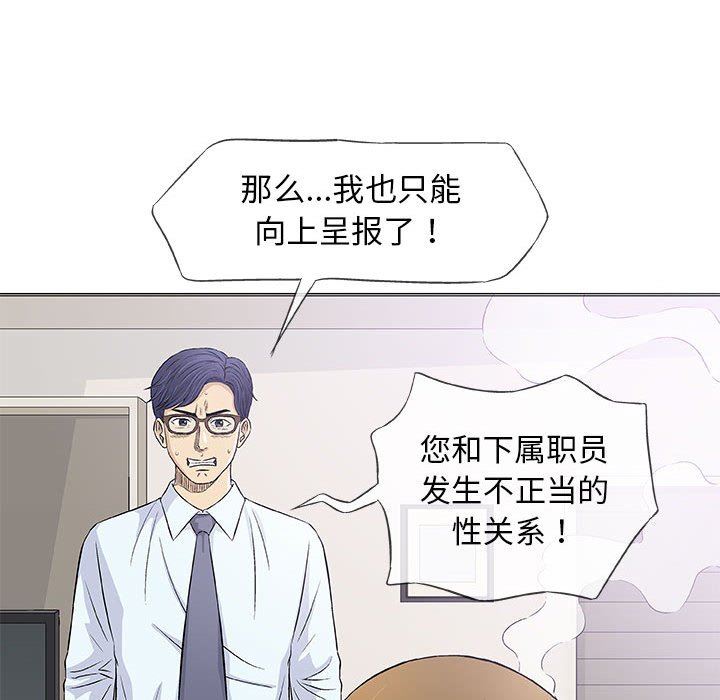 那么...我也只能
向上呈报了！
您和下属职员
发生不正当的
性关系！